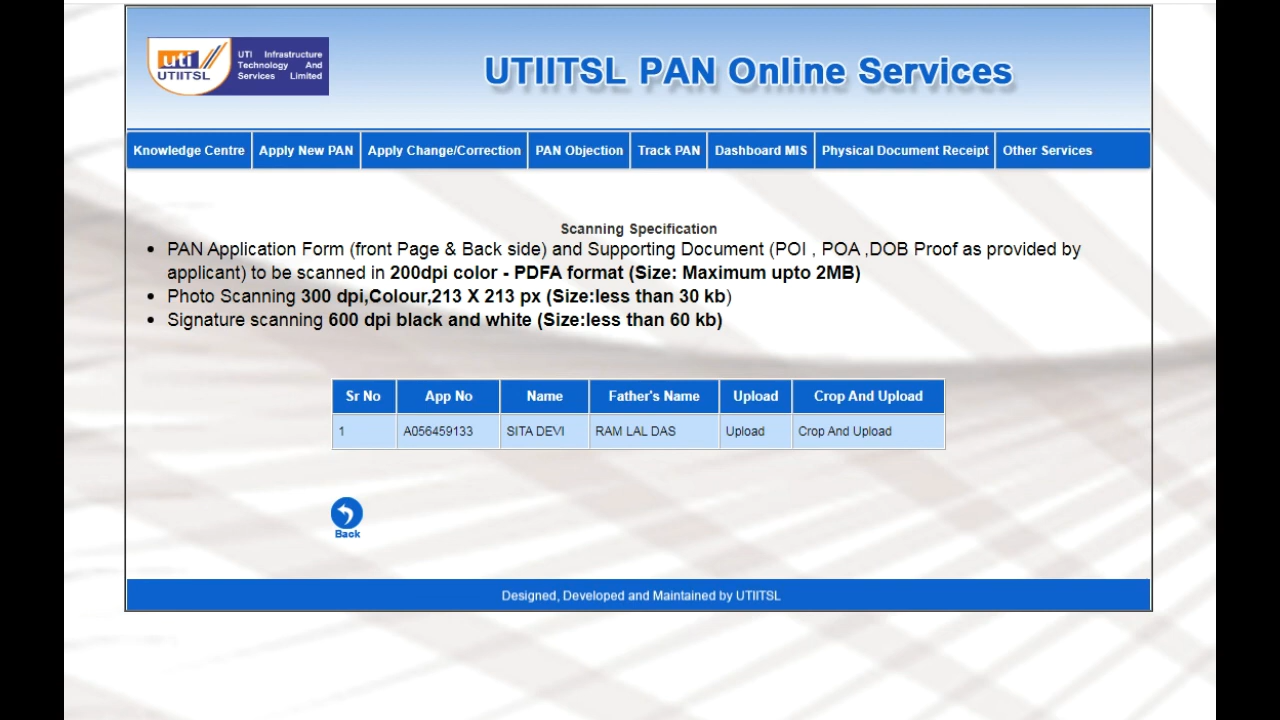 uti
UTIITSL
UTI Infrastructure
Technology And
Services Limited
UTIITSL PAN Online Services
Knowledge Centre Apply New PAN Apply Change/Correction PAN Objection Track PAN Dashboard MIS Physical Document Receipt Other Services
Scanning Specification
• PAN Application Form (front Page & Back side) and Supporting Document (POI , POA ,DOB Proof as provided by
applicant) to be scanned in 200dpi color - PDFA format (Size: Maximum upto 2MB)
• Photo Scanning 300 dpi,Colour,213 X 213 px (Size:less than 30 kb)
• Signature scanning 600 dpi black and white (Size:less than 60 kb)
Sr No App No Name Father's Name Upload Crop And Upload
1 A056459133 SITA DEVI RAM LAL DAS Upload Crop And Upload
Back
Designed, Developed and Maintained by UTIITSL